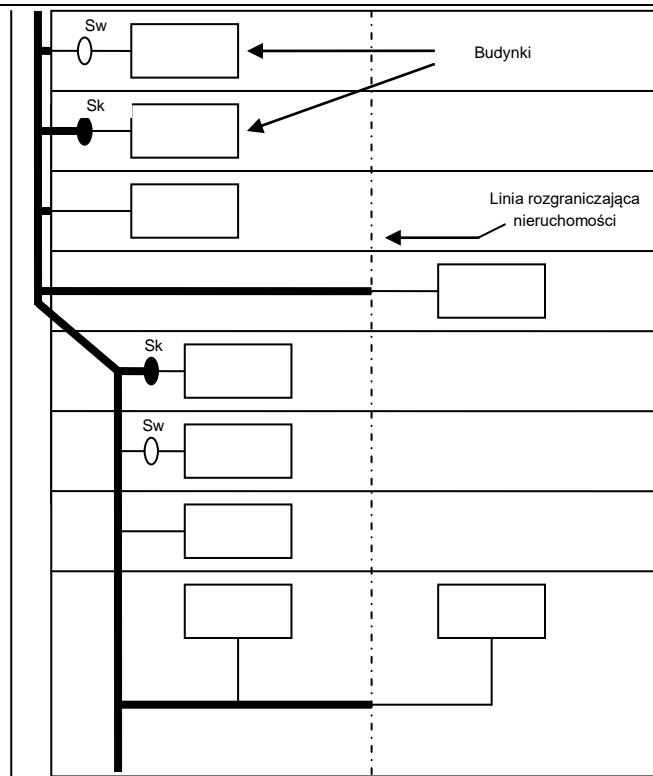 Sw
Budynki
Sk
Linia rozgraniczająca
nieruchomości
Sk
Sw